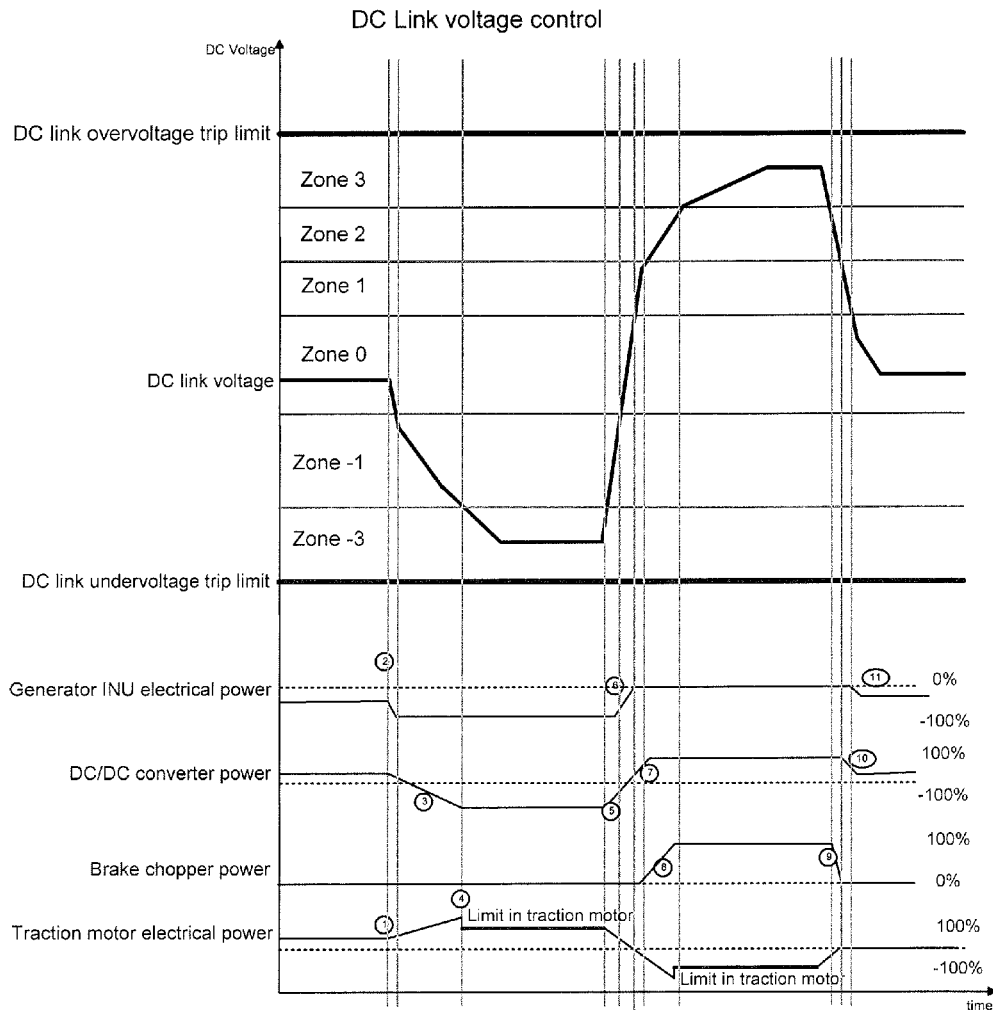 DC Link voltage control
DC Voltage
DC link overvoltage trip limit
Zone 3
Zone 2
Zone 1
Zone 0
DC link voltage
Zone -1
Zone -3
DC link undervoltage trip limit
2
6
11
0%
Generator INU electrical power
-100%
100%
10
7
DC/DC converter power
-100%
3
5
100%
9
8
Brake chopper power
0%
4
Limit in traction motor
1
100%
Traction motor electrical power
-100%
Limit in traction motor
time